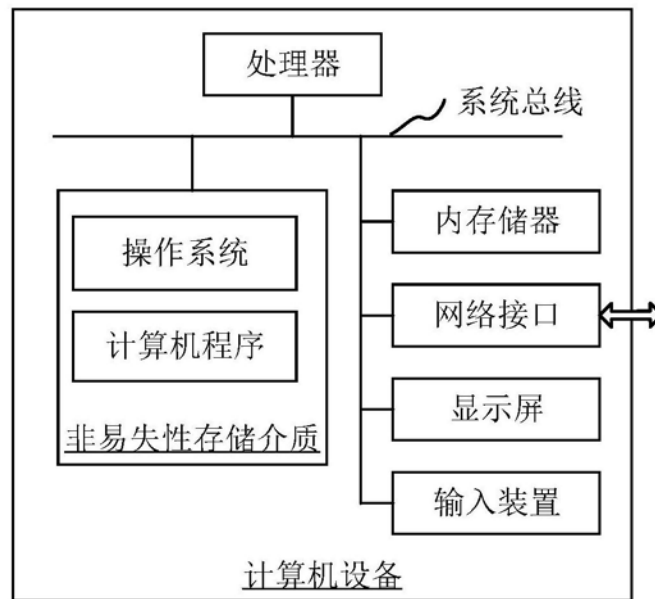 处理器
系统总线
操作系统
计算机程序
非易失性存储介质
内存储器
网络接口
显示屏
输入装置
计算机设备